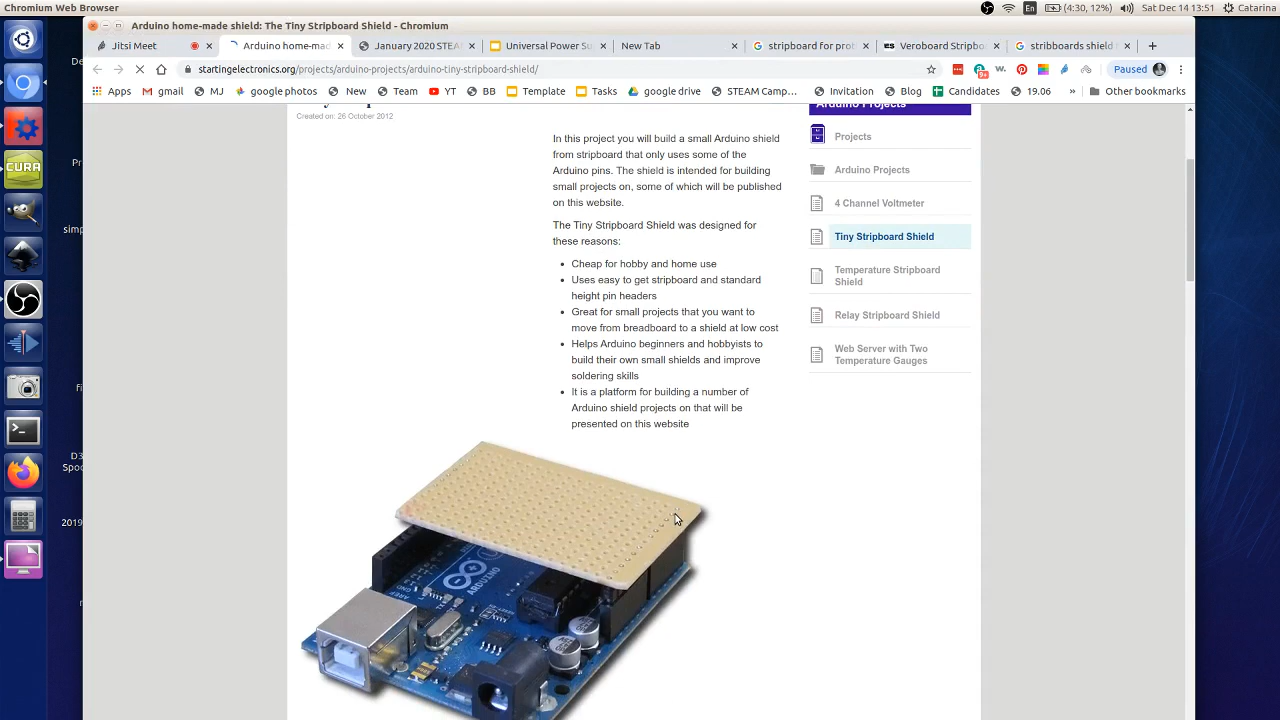 Chromium Web Browser
En
(4:30, 12%)
Sat Dec 14 13:51
Catarina
Arduino home-made shield: The Tiny Stripboard Shield - Chromium
Jitsi Meet
Arduino home-mad
January 2020 STEA
Universal Power Su
New Tab
stripboard for prot
Veroboard Stripbo
stribboards shield
startingelectronics.org/projects/arduino-projects/arduino-tiny-stripboard-shield/
9+
w.
Paused
Apps
gmail
MJ
google photos
New
Team
YT
BB
Template
Tasks
google drive
STEAM Camp...
Invitation
Blog
Candidates
19.06
»
Other bookmarks
Created on: 26 October 2012
In this project you will build a small Arduino shield
from stripboard that only uses some of the
Arduino pins. The shield is intended for building
small projects on, some of which will be published
on this website.
The Tiny Stripboard Shield was designed for
these reasons:
• Cheap for hobby and home use
• Uses easy to get stripboard and standard
height pin headers
• Great for small projects that you want to
move from breadboard to a shield at low cost
• Helps Arduino beginners and hobbyists to
build their own small shields and improve
soldering skills
• It is a platform for building a number of
Arduino shield projects on that will be
presented on this website
Arduino Projects
Projects
Arduino Projects
4 Channel Voltmeter
Tiny Stripboard Shield
Temperature Stripboard
Shield
Relay Stripboard Shield
Web Server with Two
Temperature Gauges
CURA
ARDUINO
AREF
GND